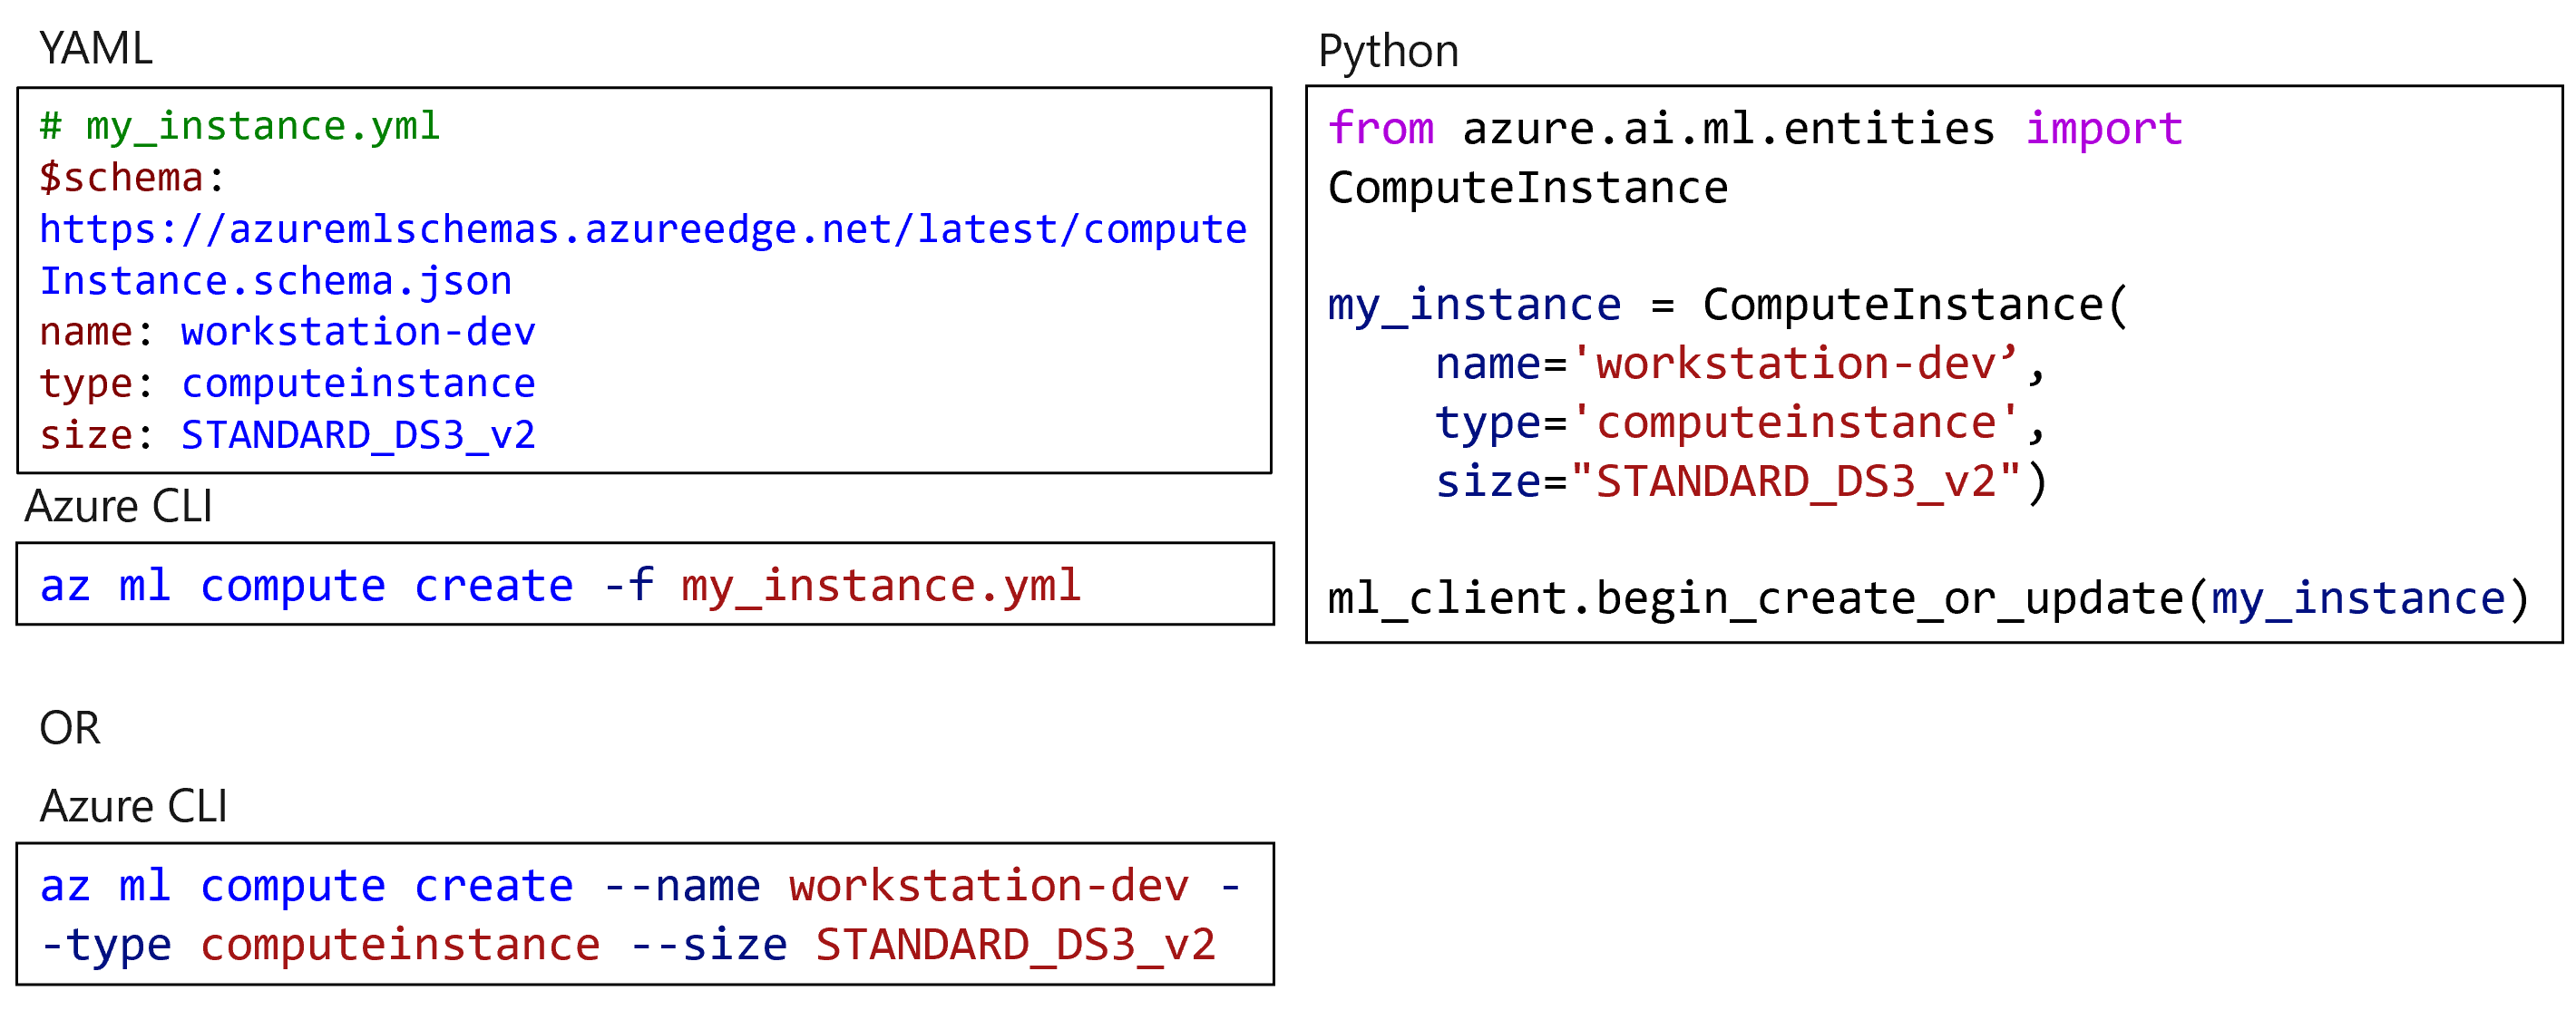 YAML
# my_instance.yml
$schema:
https://azuremlschemas.azureedge.net/latest/compute
Instance.schema.json
name: workstation-dev
type: computeinstance
size: STANDARD_DS3_v2
Azure CLI
az ml compute create -f my_instance.yml
OR
Azure CLI
az ml compute create --name workstation-dev -
-type computeinstance --size STANDARD_DS3_v2
Python
from azure.ai.ml.entities import
ComputeInstance
my_instance = ComputeInstance(
    name='workstation-dev’,
    type='computeinstance',
    size="STANDARD_DS3_v2")
ml_client.begin_create_or_update(my_instance)